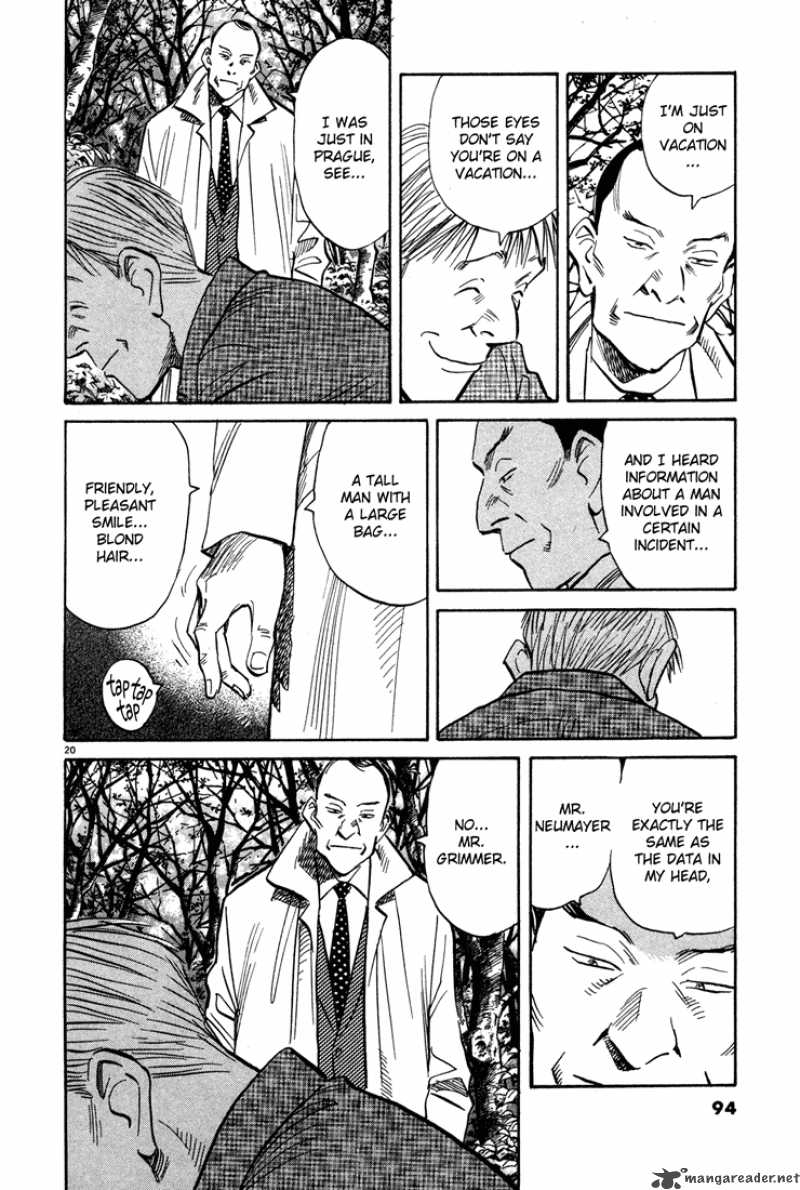 I'M JUST
ON
VACATION
...
THOSE EYES
DON'T SAY
YOU'RE ON A
VACATION...
I WAS
JUST IN
PRAGUE,
SEE...
AND I HEARD
INFORMATION
ABOUT A MAN
INVOLVED IN A
CERTAIN
INCIDENT...
A TALL
MAN WITH
A LARGE
BAG...
FRIENDLY,
PLEASANT
SMILE...
BLOND
HAIR...
tap tap
tap
20
YOU'RE
EXACTLY THE
SAME AS
THE DATA IN
MY HEAD,
MR.
NEUMAYER
...
NO...
MR.
GRIMMER.
94
mangareader.net